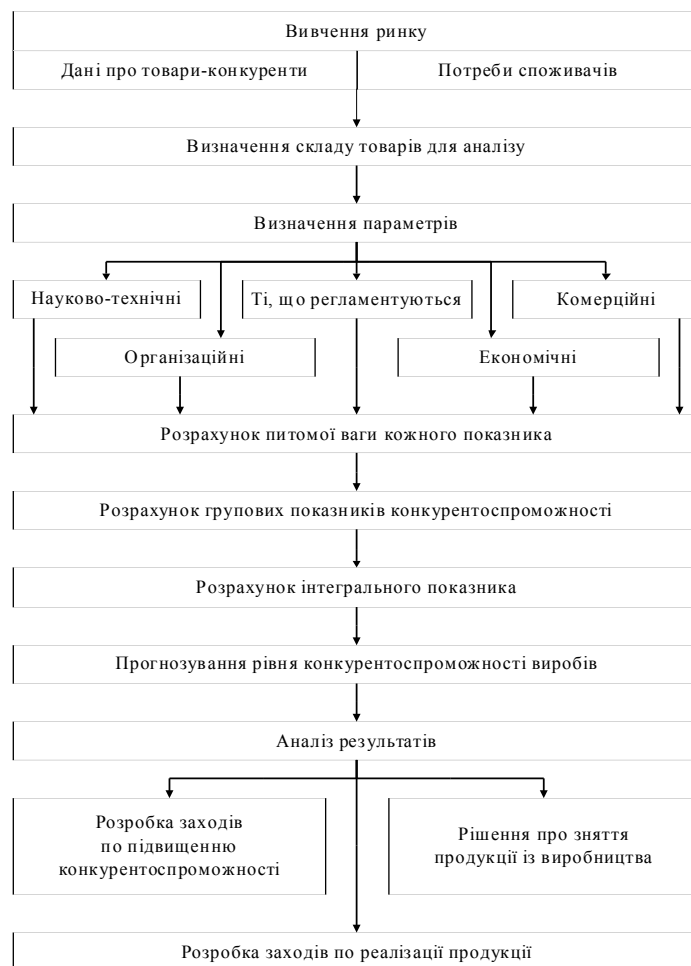 Вивчення ринку
Дані про товари-конкуренти
Потреби споживачів
Визначення складу товарів для аналізу
Визначення параметрів
Науково-технічні
Ті, що регламентуються
Комерційні
Організаційні
Економічні
Розрахунок питомої ваги кожного показника
Розрахунок групових показників конкурентоспроможності
Розрахунок інтегрального показника
Прогнозування рівня конкурентоспроможності виробів
Аналіз результатів
Розробка заходів
по підвищенню
конкурентоспроможності
Рішення про зняття
продукції із виробництва
Розробка заходів по реалізації продукції